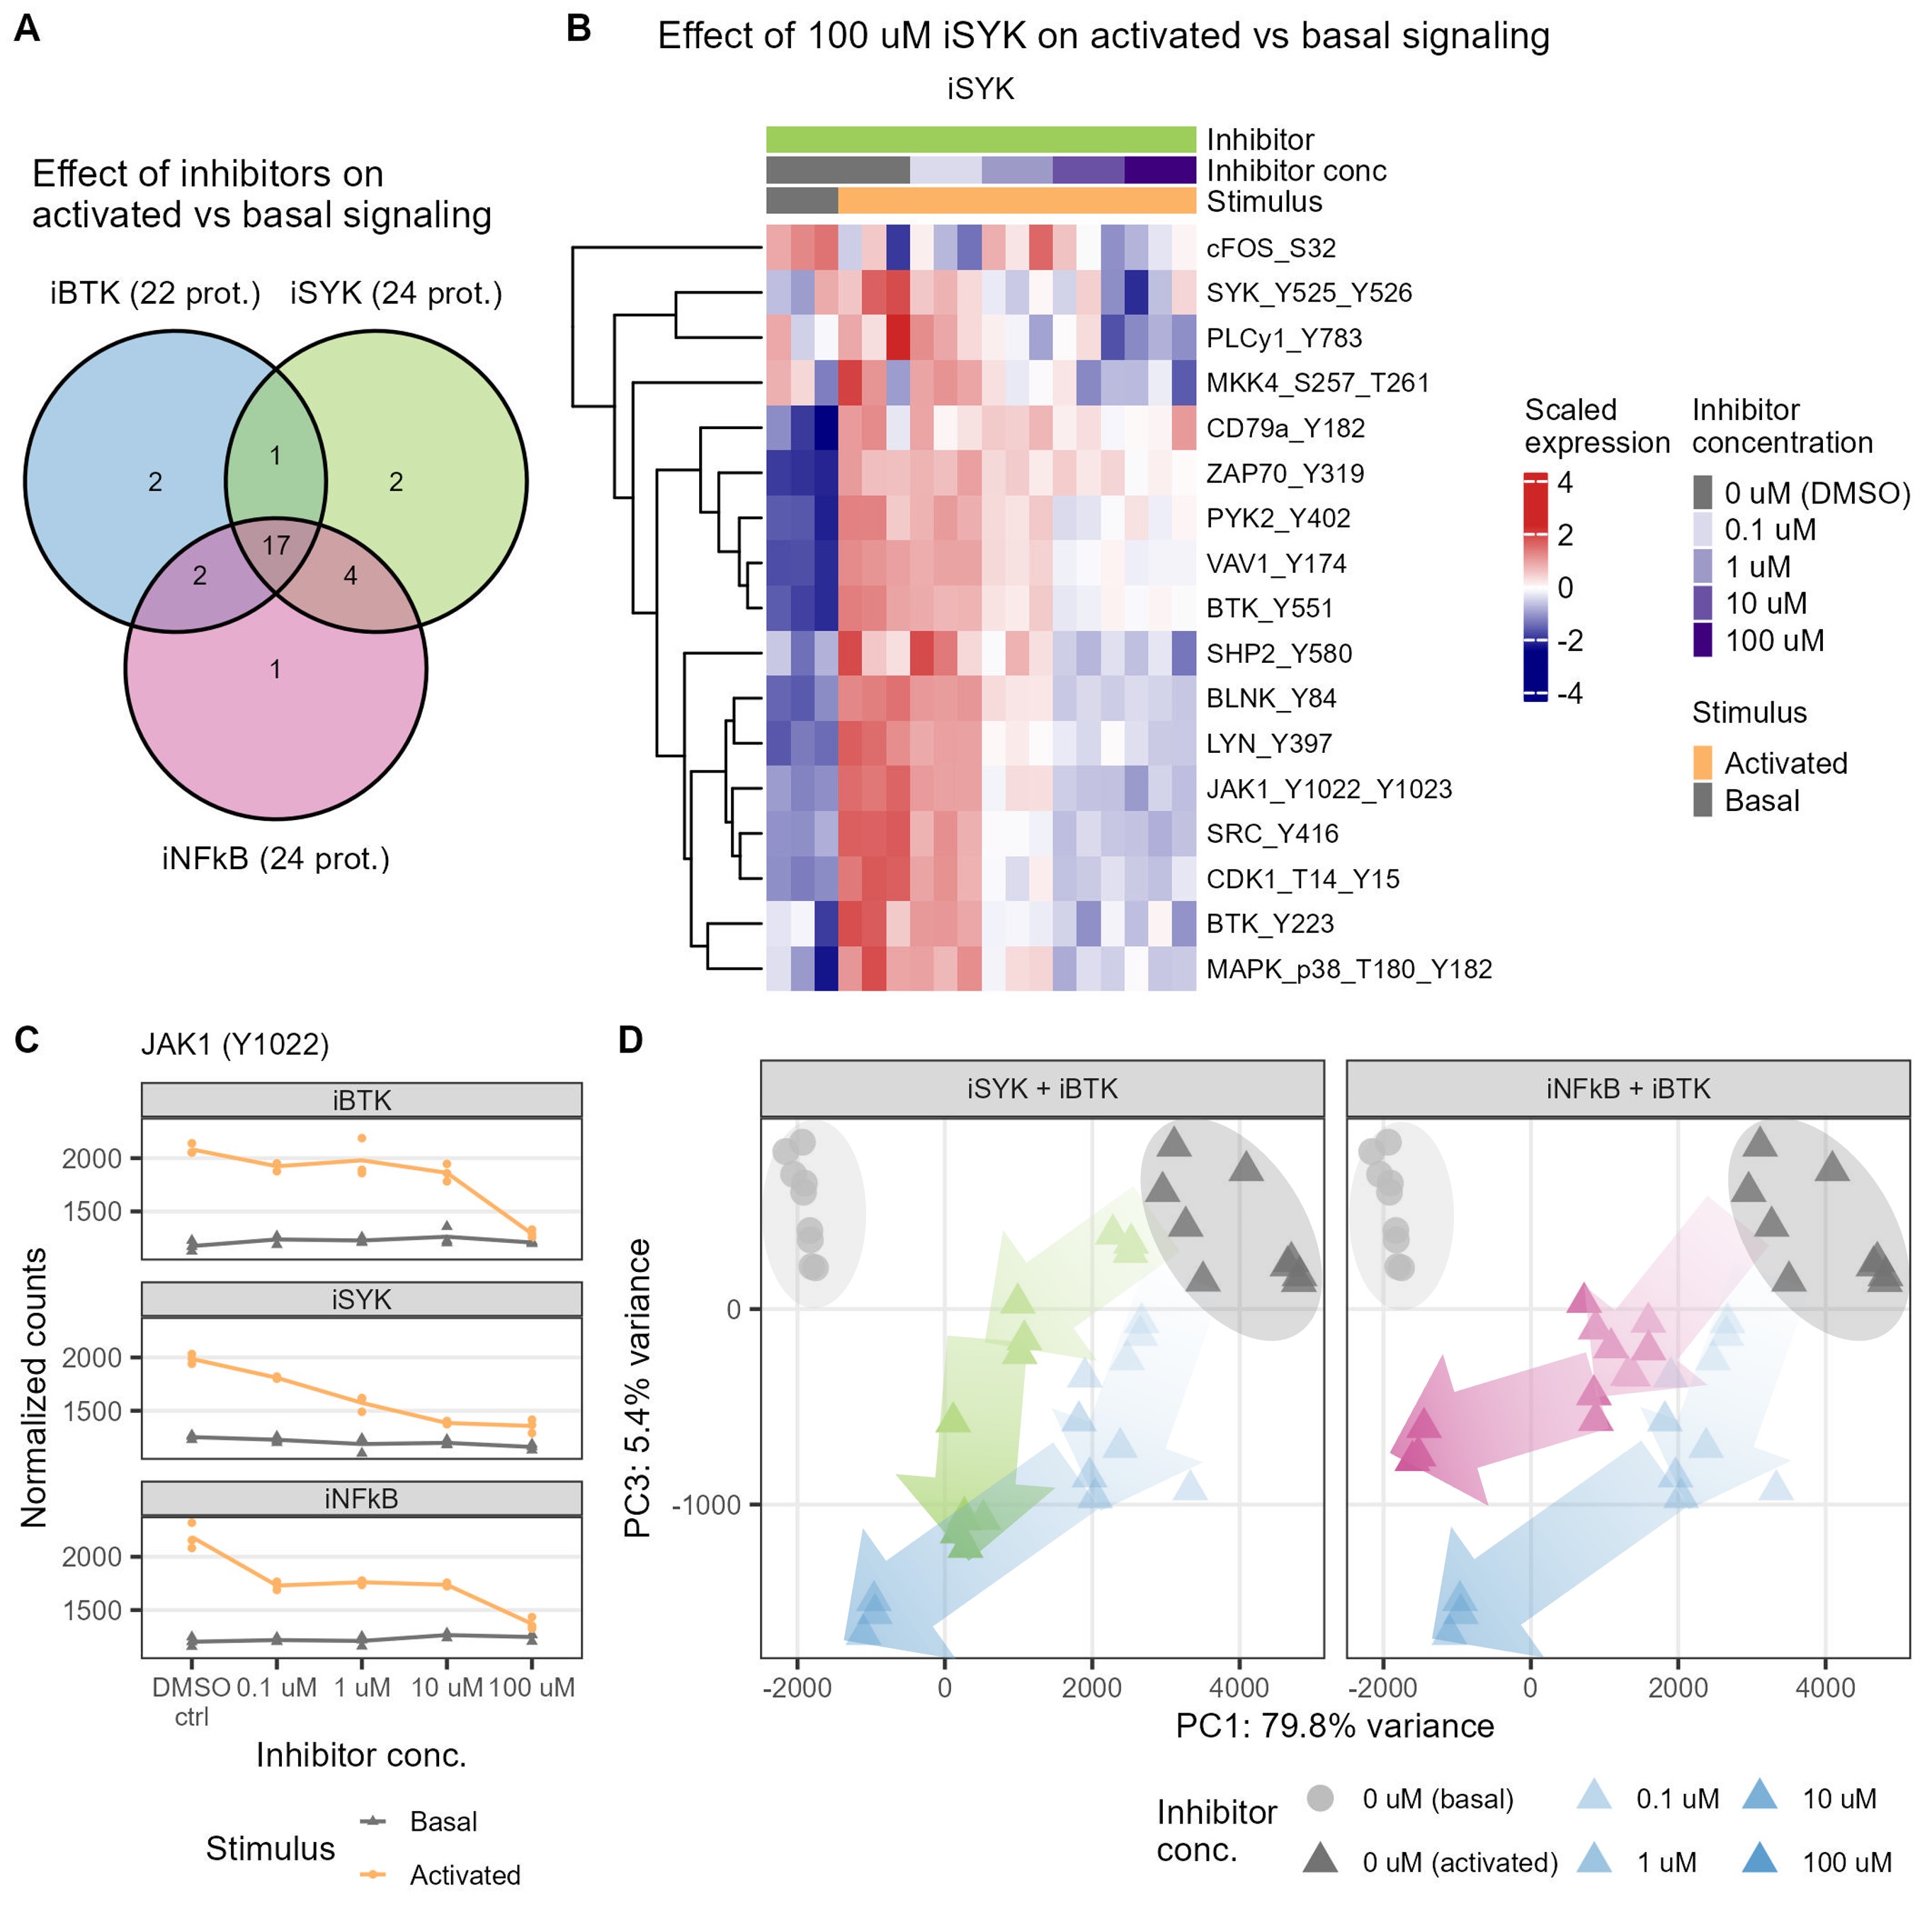 A
Effect of inhibitors on
activated vs basal signaling
iBTK (22 prot.)
iSYK (24 prot.)
1
2
2
17
2
4
1
iNFkB (24 prot.)
B
Effect of 100 uM iSYK on activated vs basal signaling
iSYK
Inhibitor
Inhibitor conc
Stimulus
cFOS_S32
SYK_Y525_Y526
PLCy1_Y783
MKK4_S257_T261
CD79a_Y182
ZAP70_Y319
PYK2_Y402
VAV1_Y174
BTK_Y551
SHP2_Y580
BLNK_Y84
LYN_Y397
JAK1_Y1022_Y1023
SRC_Y416
CDK1_T14_Y15
BTK_Y223
MAPK_p38_T180_Y182
Scaled
expression
4
2
0
-2
-4
Inhibitor
concentration
0 uM (DMSO)
0.1 uM
1 uM
10 uM
100 uM
Stimulus
Activated
Basal
C
JAK1 (Y1022)
Normalized counts
iBTK
2000
1500
iSYK
2000
1500
iNFkB
2000
1500
DMSO
ctrl
0.1 uM
1 uM
10 uM
100 uM
Inhibitor conc.
Stimulus
Basal
Activated
D
iSYK + iBTK
iNFkB + iBTK
PC3: 5.4% variance
0
-1000
-2000
0
2000
4000
-2000
0
2000
4000
PC1: 79.8% variance
Inhibitor
conc.
0 uM (basal)
0 uM (activated)
0.1 uM
1 uM
10 uM
100 uM